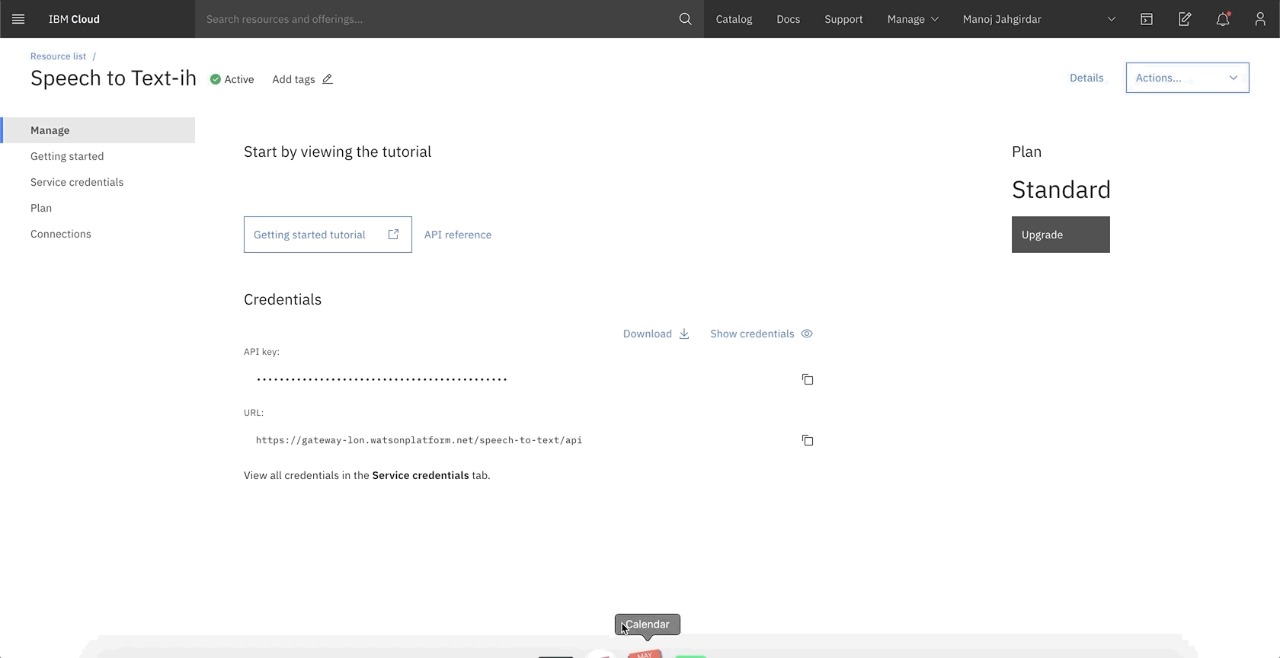 IBM Cloud
Search resources and offerings...
Catalog
Docs
Support
Manage
Manoj Jahgirdar
Resource list /
Speech to Text-ih
Active
Add tags
Details
Actions...
Manage
Getting started
Service credentials
Plan
Connections
Start by viewing the tutorial
Getting started tutorial
API reference
Plan
Standard
Upgrade
Credentials
Download
Show credentials
API key:
••••••••••••••••••••••••••••••••••••••••••••
URL:
https://gateway-lon.watsonplatform.net/speech-to-text/api
View all credentials in the Service credentials tab.
Calendar
MAY